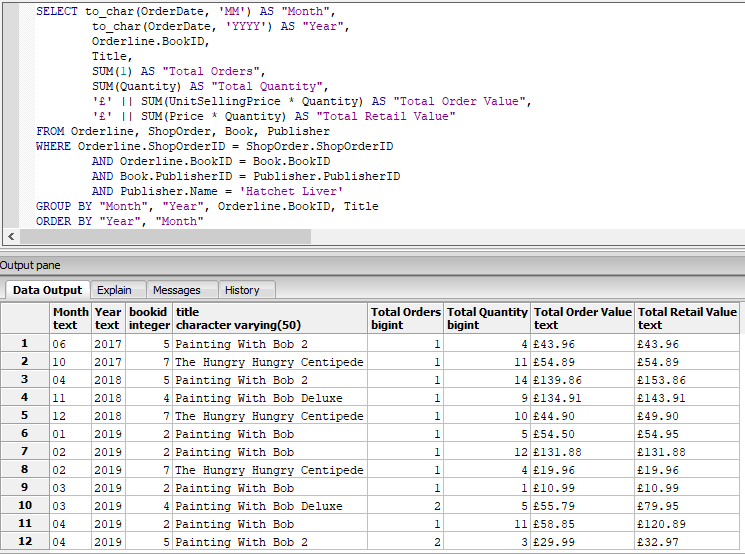 SELECT to_char(OrderDate, 'MM') AS "Month",
to_char(OrderDate, 'YYYY') AS "Year",
Orderline.BookID,
Title,
SUM(1) AS "Total Orders",
SUM(Quantity) AS "Total Quantity",
'£' || SUM(UnitSellingPrice * Quantity) AS "Total Order Value",
'£' || SUM(Price * Quantity) AS "Total Retail Value"
FROM Orderline, ShopOrder, Book, Publisher
WHERE Orderline.ShopOrderID = ShopOrder.ShopOrderID
AND Orderline.BookID = Book.BookID
AND Book.PublisherID = Publisher.PublisherID
AND Publisher.Name = 'Hatchet Liver'
GROUP BY "Month", "Year", Orderline.BookID, Title
ORDER BY "Year", "Month"
Output pane
Data Output Explain Messages History
Month Year bookid title Total Orders Total Quantity Total Order Value Total Retail Value
text text integer character varying(50) bigint bigint text text
1 06 2017 5 Painting With Bob 2 1 4 £43.96 £43.96
2 10 2017 7 The Hungry Hungry Centipede 1 11 £54.89 £54.89
3 04 2018 5 Painting With Bob 2 1 14 £139.86 £153.86
4 11 2018 4 Painting With Bob Deluxe 1 9 £134.91 £143.91
5 12 2018 7 The Hungry Hungry Centipede 1 10 £44.90 £49.90
6 01 2019 2 Painting With Bob 1 5 £54.50 £54.95
7 02 2019 2 Painting With Bob 1 12 £131.88 £131.88
8 02 2019 7 The Hungry Hungry Centipede 1 4 £19.96 £19.96
9 03 2019 2 Painting With Bob 1 1 £10.99 £10.99
10 03 2019 4 Painting With Bob Deluxe 2 5 £55.79 £79.95
11 04 2019 2 Painting With Bob 1 11 £58.85 £120.89
12 04 2019 5 Painting With Bob 2 2 3 £29.99 £32.97